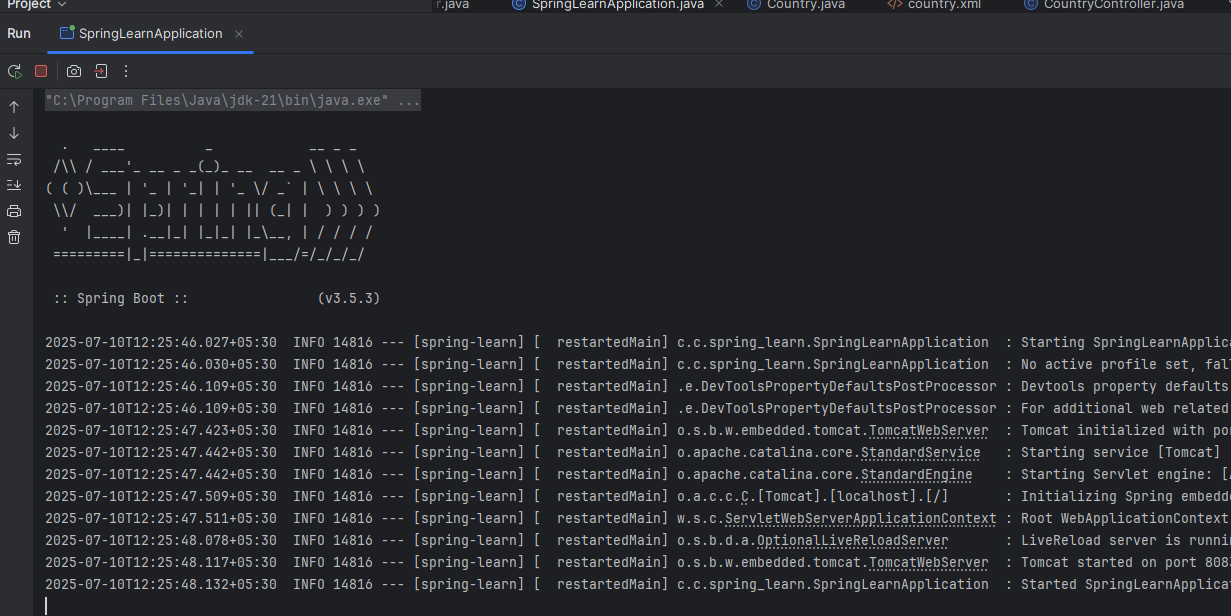 Project
r.java SpringLearnApplication.java Country.java country.xml CountryController.java
Run SpringLearnApplication
"C:\Program Files\Java\jdk-21\bin\java.exe" ...
  .   ____          _            __ _ _
 /\\ / ___'_ __ _ _(_)_ __  __ _ \ \ \ \
( ( )\___ | '_ | '_| | '_ \/ _` | \ \ \ \
 \\/  ___)| |_)| | | | | || (_| |  ) ) ) )
  '  |____| .__|_| |_|_| |_\__, | / / / /
 =========|_|==============|___/=/_/_/_/
 :: Spring Boot ::                (v3.5.3)
2025-07-10T12:25:46.027+05:30  INFO 14816 --- [spring-learn] [  restartedMain] c.c.spring_learn.SpringLearnApplication  : Starting SpringLearnApplica
2025-07-10T12:25:46.030+05:30  INFO 14816 --- [spring-learn] [  restartedMain] c.c.spring_learn.SpringLearnApplication  : No active profile set, fal
2025-07-10T12:25:46.109+05:30  INFO 14816 --- [spring-learn] [  restartedMain] .e.DevToolsPropertyDefaultsPostProcessor : Devtools property defaults
2025-07-10T12:25:46.109+05:30  INFO 14816 --- [spring-learn] [  restartedMain] .e.DevToolsPropertyDefaultsPostProcessor : For additional web related
2025-07-10T12:25:47.423+05:30  INFO 14816 --- [spring-learn] [  restartedMain] o.s.b.w.embedded.tomcat.TomcatWebServer  : Tomcat initialized with por
2025-07-10T12:25:47.442+05:30  INFO 14816 --- [spring-learn] [  restartedMain] o.apache.catalina.core.StandardService   : Starting service [Tomcat]
2025-07-10T12:25:47.442+05:30  INFO 14816 --- [spring-learn] [  restartedMain] o.apache.catalina.core.StandardEngine    : Starting Servlet engine: [
2025-07-10T12:25:47.509+05:30  INFO 14816 --- [spring-learn] [  restartedMain] o.a.c.c.C.[Tomcat].[localhost].[/]       : Initializing Spring embedd
2025-07-10T12:25:47.511+05:30  INFO 14816 --- [spring-learn] [  restartedMain] w.s.c.ServletWebServerApplicationContext : Root WebApplicationContext
2025-07-10T12:25:48.078+05:30  INFO 14816 --- [spring-learn] [  restartedMain] o.s.b.d.a.OptionalLiveReloadServer       : LiveReload server is runnin
2025-07-10T12:25:48.117+05:30  INFO 14816 --- [spring-learn] [  restartedMain] o.s.b.w.embedded.tomcat.TomcatWebServer  : Tomcat started on port 808
2025-07-10T12:25:48.132+05:30  INFO 14816 --- [spring-learn] [  restartedMain] c.c.spring_learn.SpringLearnApplication  : Started SpringLearnApplicat